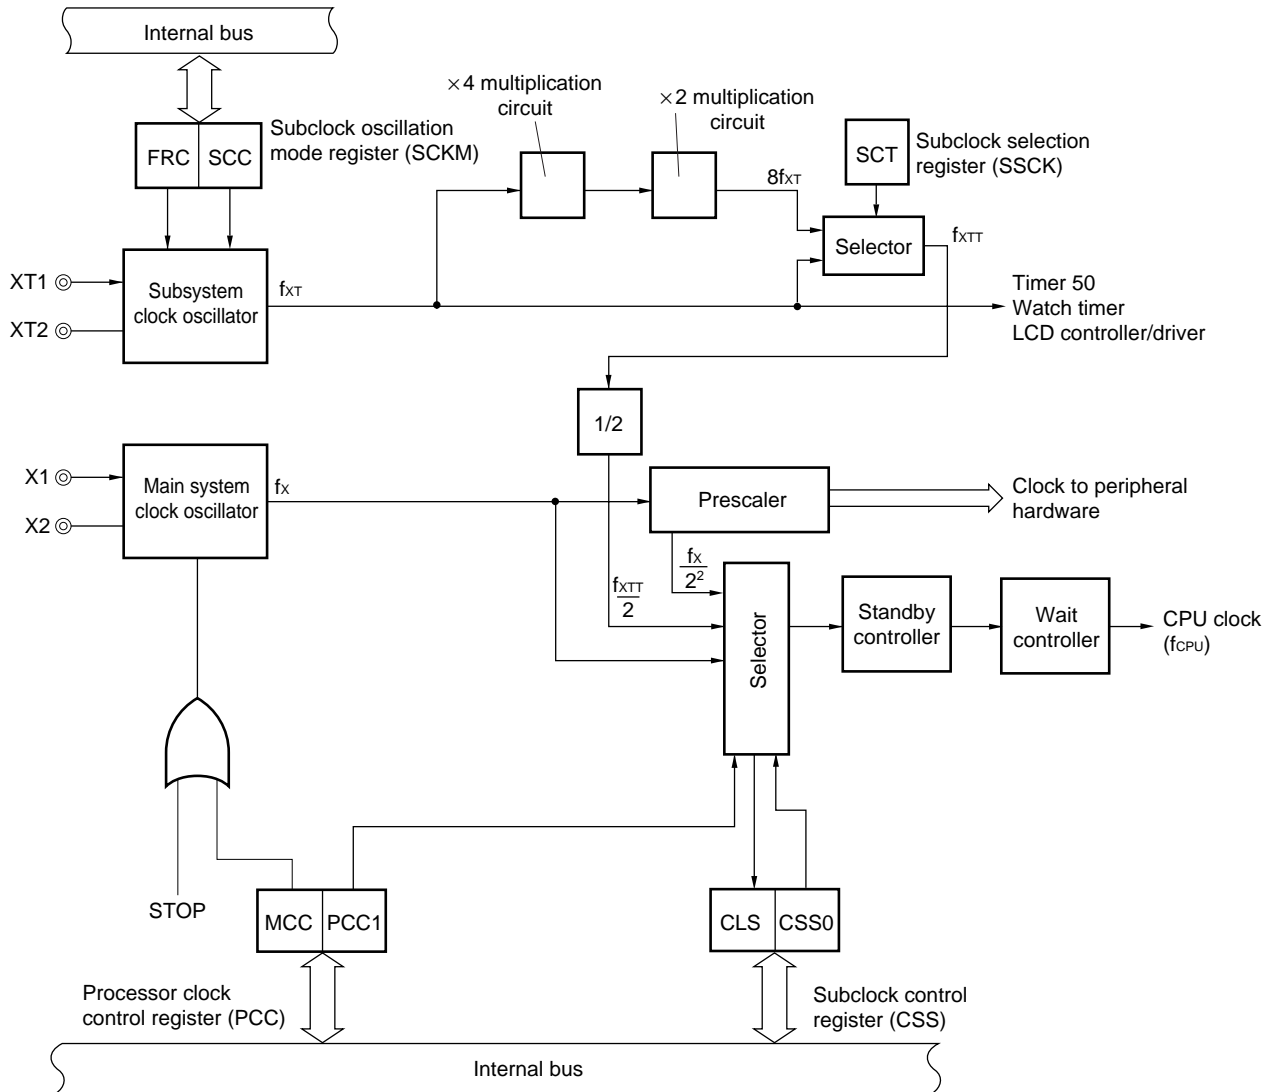 Internal bus
×4 multiplication
circuit
×2 multiplication
circuit
FRC
SCC
Subclock oscillation
mode register (SCKM)
SCT
Subclock selection
register (SSCK)
8fXT
Selector
fXTT
XT1
XT2
Subsystem
clock oscillator
fXT
Timer 50
Watch timer
LCD controller/driver
1/2
X1
X2
Main system
clock oscillator
fX
Prescaler
Clock to peripheral
hardware
fX
2²
fXTT
2
Selector
Standby
controller
Wait
controller
CPU clock
(fCPU)
STOP
MCC
PCC1
CLS
CSS0
Processor clock
control register (PCC)
Subclock control
register (CSS)
Internal bus